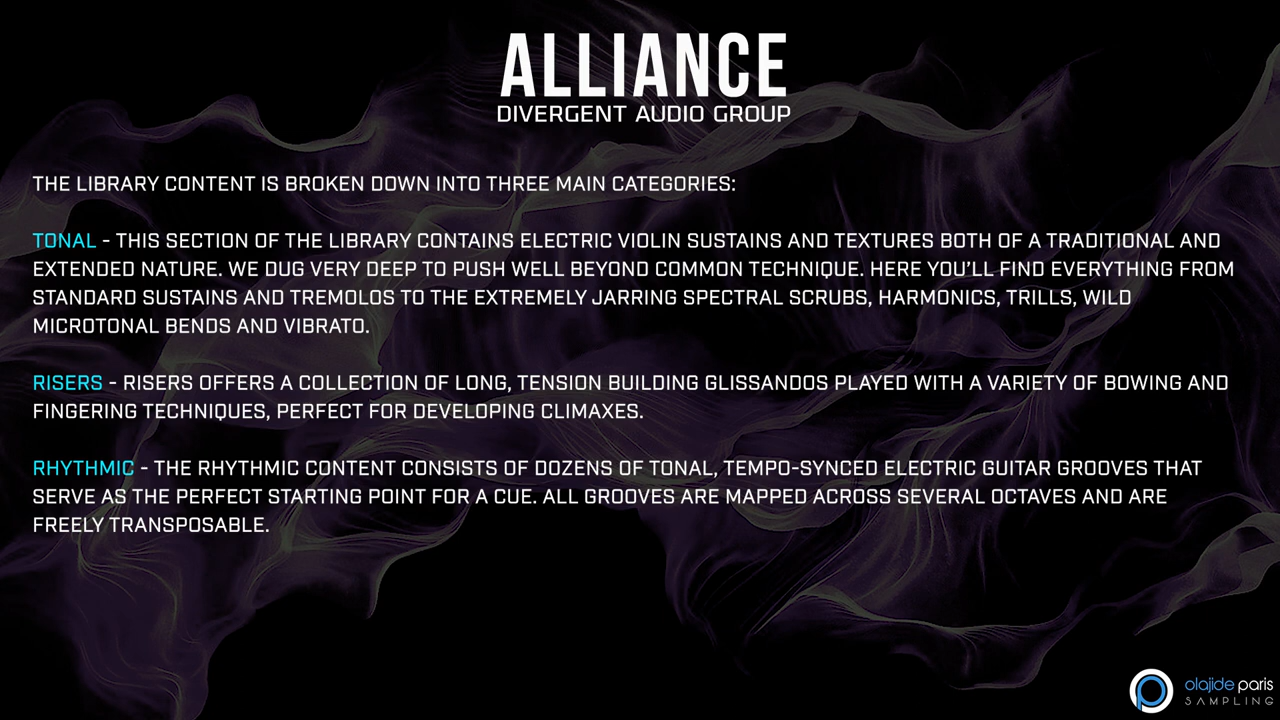 ALLIANCE
DIVERGENT AUDIO GROUP
THE LIBRARY CONTENT IS BROKEN DOWN INTO THREE MAIN CATEGORIES:
TONAL - THIS SECTION OF THE LIBRARY CONTAINS ELECTRIC VIOLIN SUSTAINS AND TEXTURES BOTH OF A TRADITIONAL AND
EXTENDED NATURE. WE DUG VERY DEEP TO PUSH WELL BEYOND COMMON TECHNIQUE. HERE YOU’LL FIND EVERYTHING FROM
STANDARD SUSTAINS AND TREMOLOS TO THE EXTREMELY JARRING SPECTRAL SCRUBS, HARMONICS, TRILLS, WILD
MICROTONAL BENDS AND VIBRATO.
RISERS - RISERS OFFERS A COLLECTION OF LONG, TENSION BUILDING GLISSANDOS PLAYED WITH A VARIETY OF BOWING AND
FINGERING TECHNIQUES, PERFECT FOR DEVELOPING CLIMAXES.
RHYTHMIC - THE RHYTHMIC CONTENT CONSISTS OF DOZENS OF TONAL, TEMPO-SYNCED ELECTRIC GUITAR GROOVES THAT
SERVE AS THE PERFECT STARTING POINT FOR A CUE. ALL GROOVES ARE MAPPED ACROSS SEVERAL OCTAVES AND ARE
FREELY TRANSPOSABLE.
olajide paris
SAMPLING